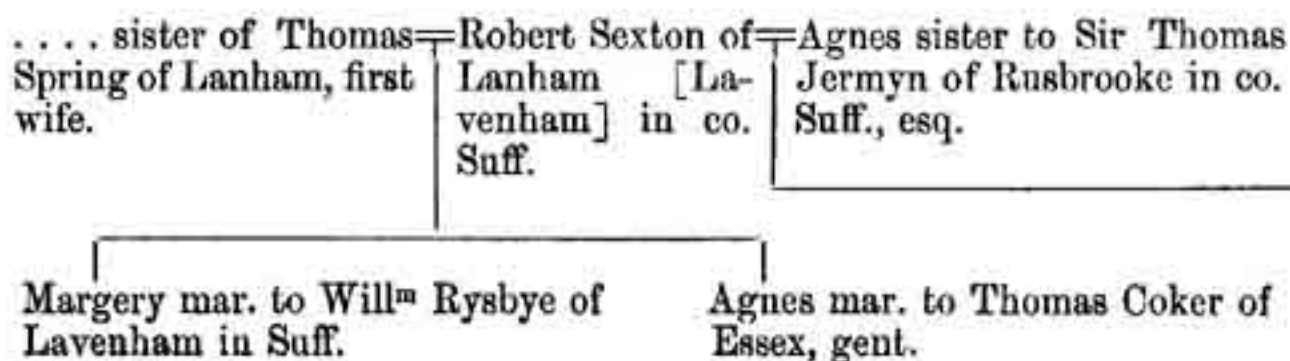 . . . . sister of Thomas
Spring of Lanham, first
wife.
Robert Sexton of
Lanham [La-
venham] in co.
Suff.
Agnes sister to Sir Thomas
Jermyn of Rusbrooke in co.
Suff., esq.
Margery mar. to Willᵐ Rysbye of
Lavenham in Suff.
Agnes mar. to Thomas Coker of
Essex, gent.